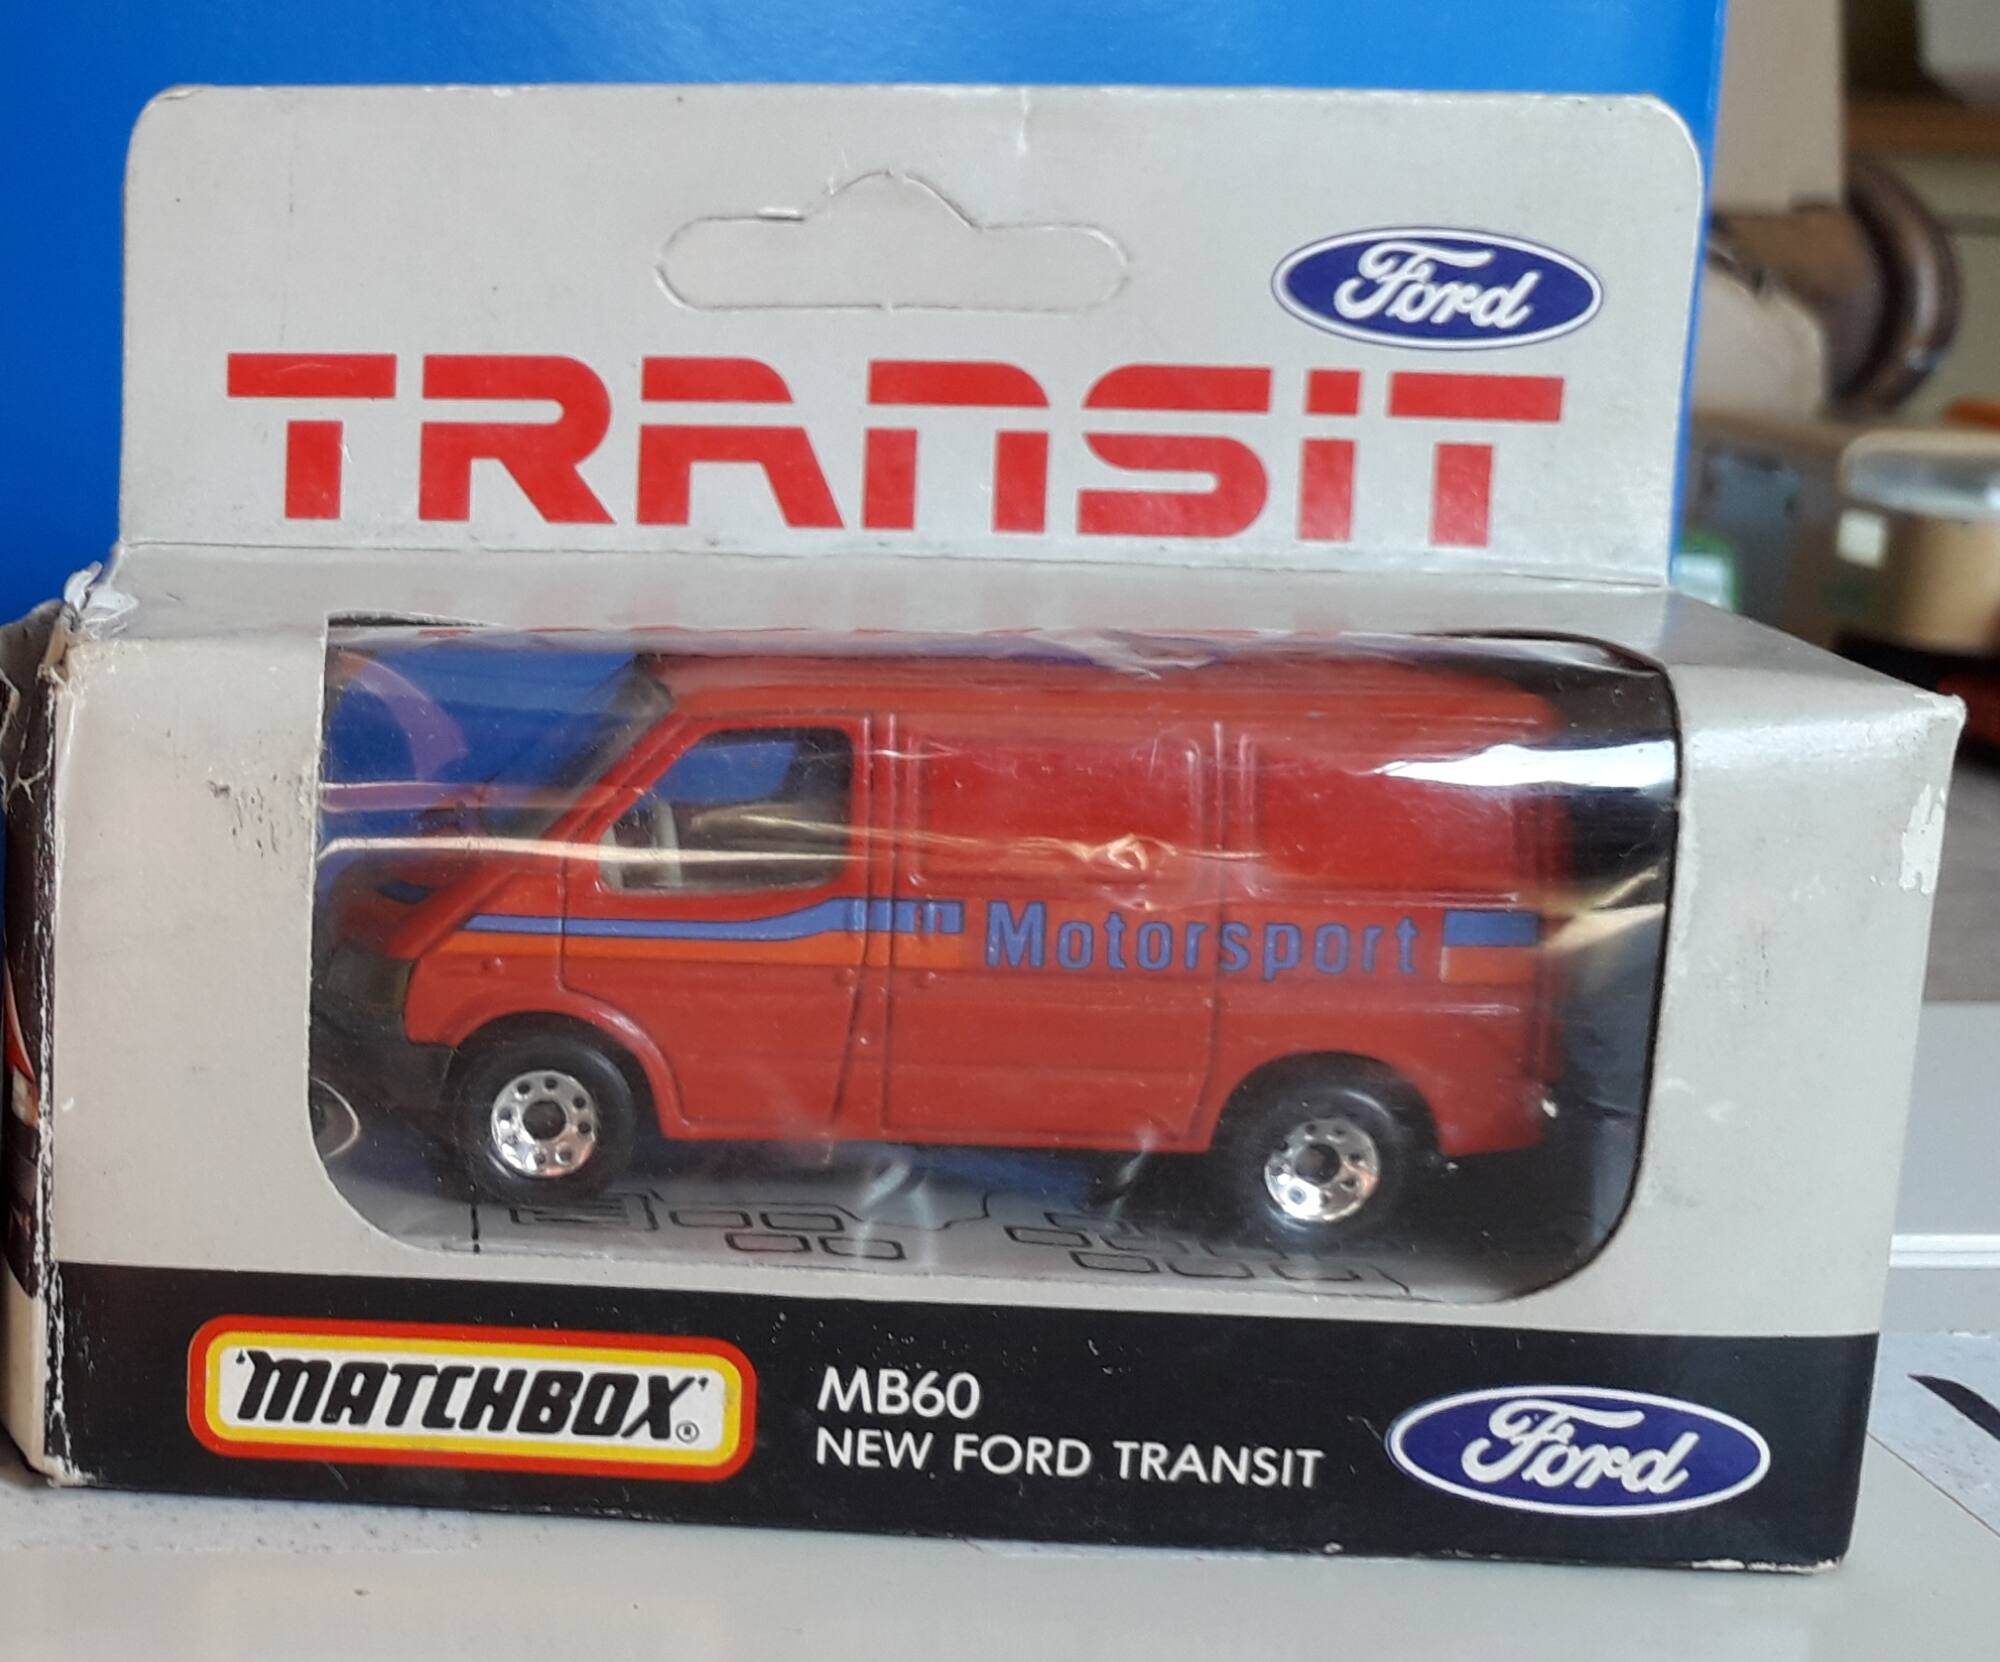 Ford
TRANSiT
Motorsport
'MATCHBOX'®
MB60
NEW FORD TRANSIT
Ford